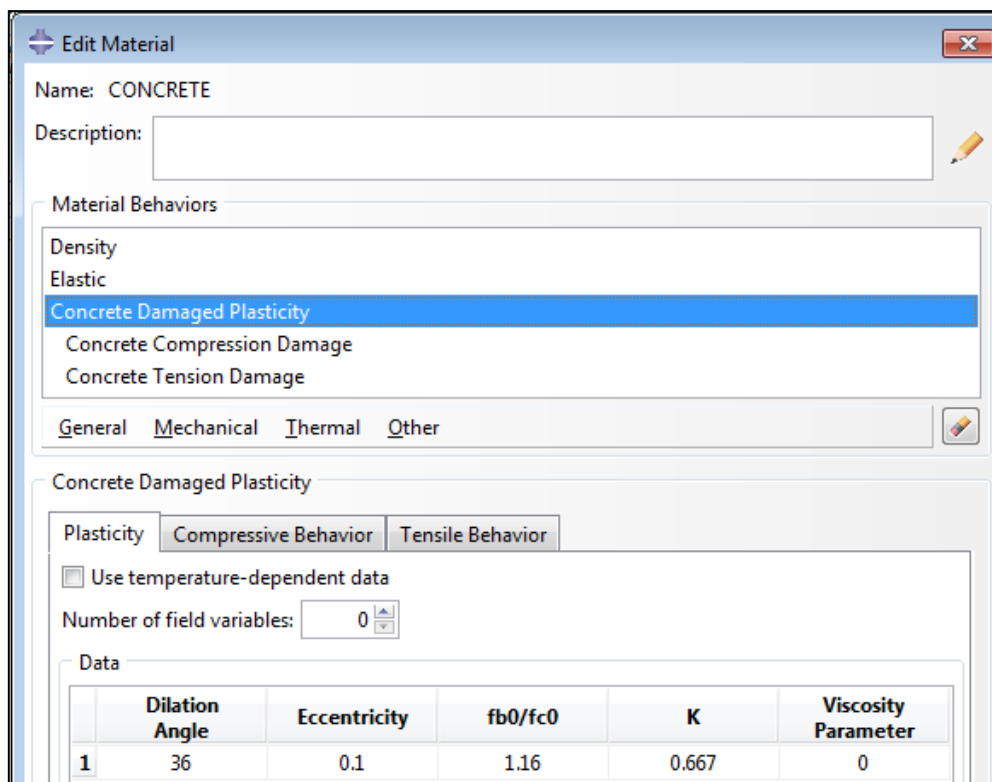 Edit Material
Name: CONCRETE
Description:
Material Behaviors
Density
Elastic
Concrete Damaged Plasticity
Concrete Compression Damage
Concrete Tension Damage
General Mechanical Thermal Other
Concrete Damaged Plasticity
Plasticity Compressive Behavior Tensile Behavior
Use temperature-dependent data
Number of field variables: 0
Data
Dilation Angle Eccentricity fb0/fc0 K Viscosity Parameter
1 36 0.1 1.16 0.667 0